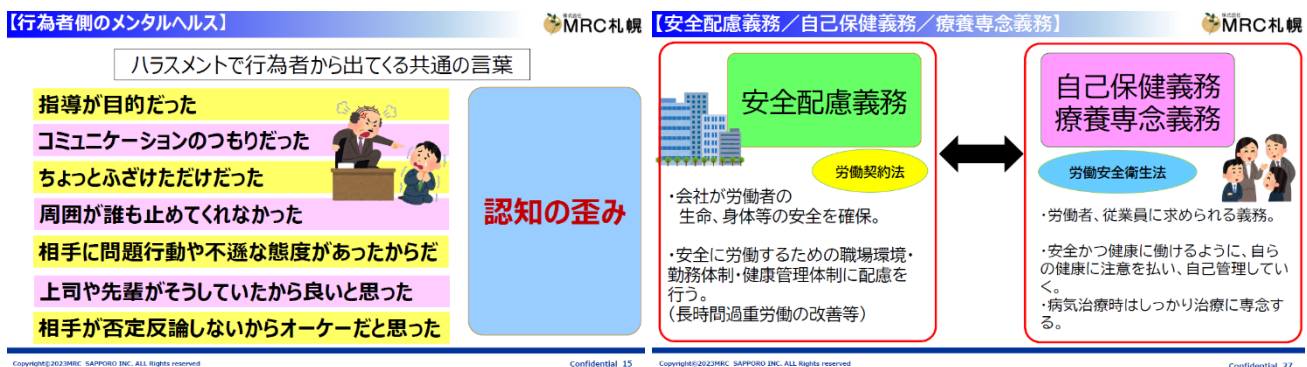 【行為者側のメンタルヘルス】
株式会社
MRC札幌
ハラスメントで行為者から出てくる共通の言葉
指導が目的だった
コミュニケーションのつもりだった
ちょっとふざけただけだった
周囲が誰も止めてくれなかった
相手に問題行動や不遜な態度があったからだ
上司や先輩がそうしていたから良いと思った
相手が否定反論しないからオーケーだと思った
認知の歪み
Copyright©2023MRC SAPPORO INC. ALL Rights reserved
Confidential 15
【安全配慮義務／自己保健義務／療養専念義務】
株式会社
MRC札幌
安全配慮義務
労働契約法
・会社が労働者の
生命、身体等の安全を確保。
・安全に労働するための職場環境・
勤務体制・健康管理体制に配慮を
行う。
（長時間過重労働の改善等）
自己保健義務
療養専念義務
労働安全衛生法
・労働者、従業員に求められる義務。
・安全かつ健康に働けるように、自ら
の健康に注意を払い、自己管理してい
く。
・病気治療時はしっかり治療に専念す
る。
Copyright©2023MRC SAPPORO INC. ALL Rights reserved
Confidential 27